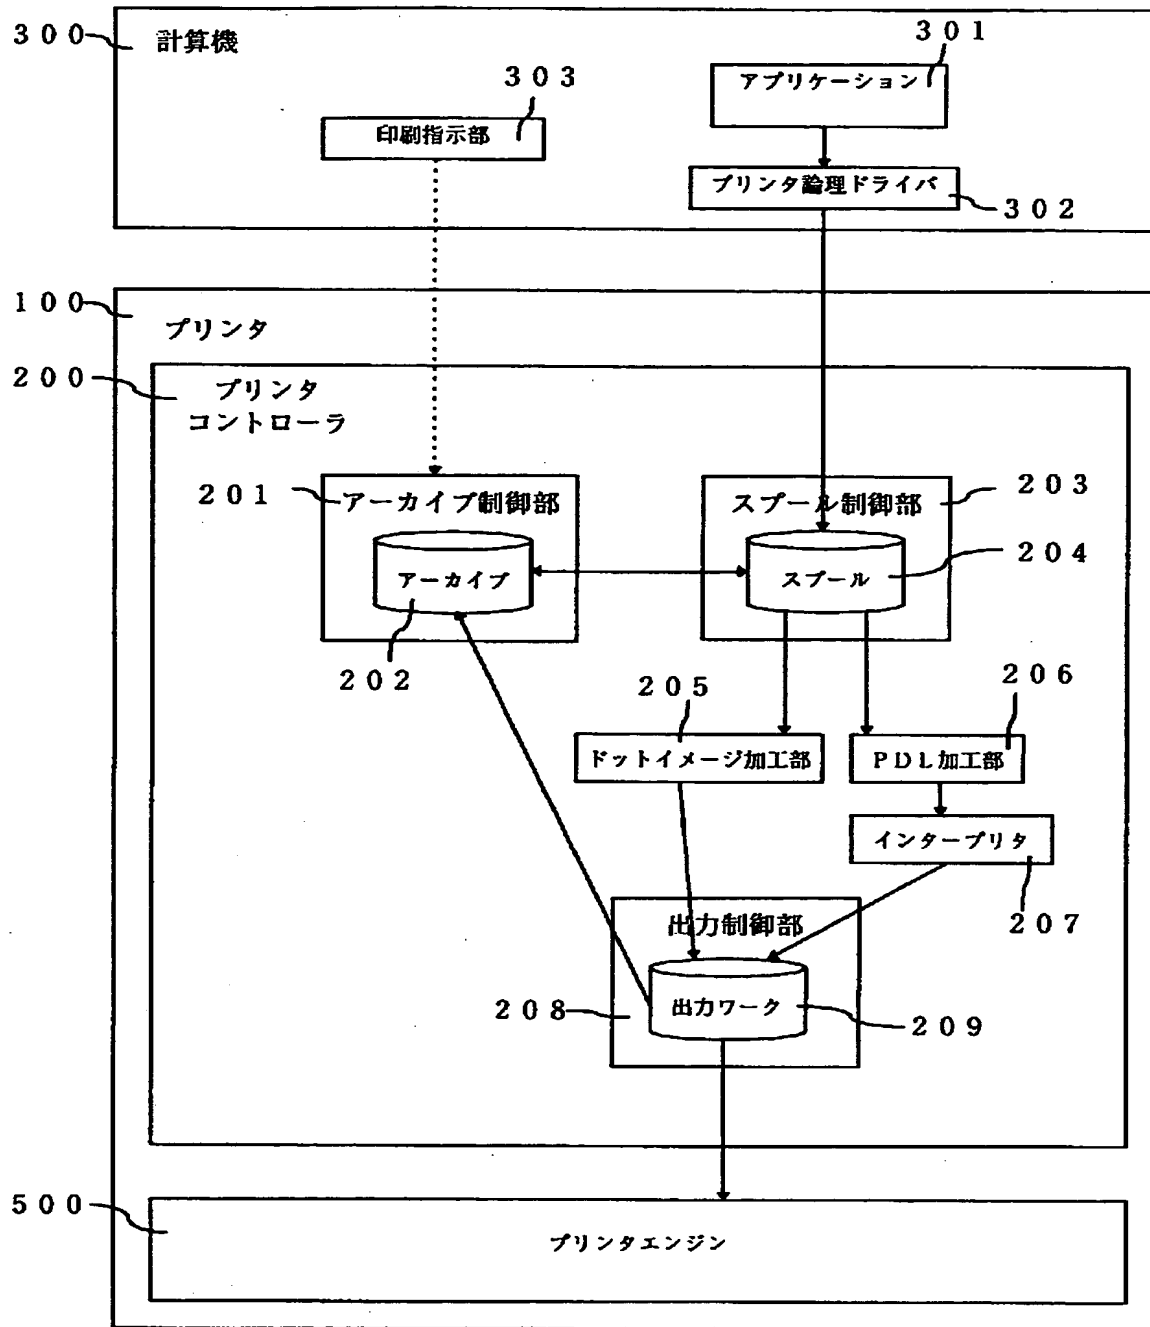 ３００
計算機
３０１
アプリケーション
３０３
印刷指示部
プリンタ論理ドライバ
３０２
１００
プリンタ
２００
プリンタ
コントローラ
２０１
アーカイブ制御部
スプール制御部
２０３
アーカイブ
スプール
２０４
２０２
２０５
２０６
ドットイメージ加工部
ＰＤＬ加工部
インタープリタ
２０７
出力制御部
２０８
出力ワーク
２０９
５００
プリンタエンジン